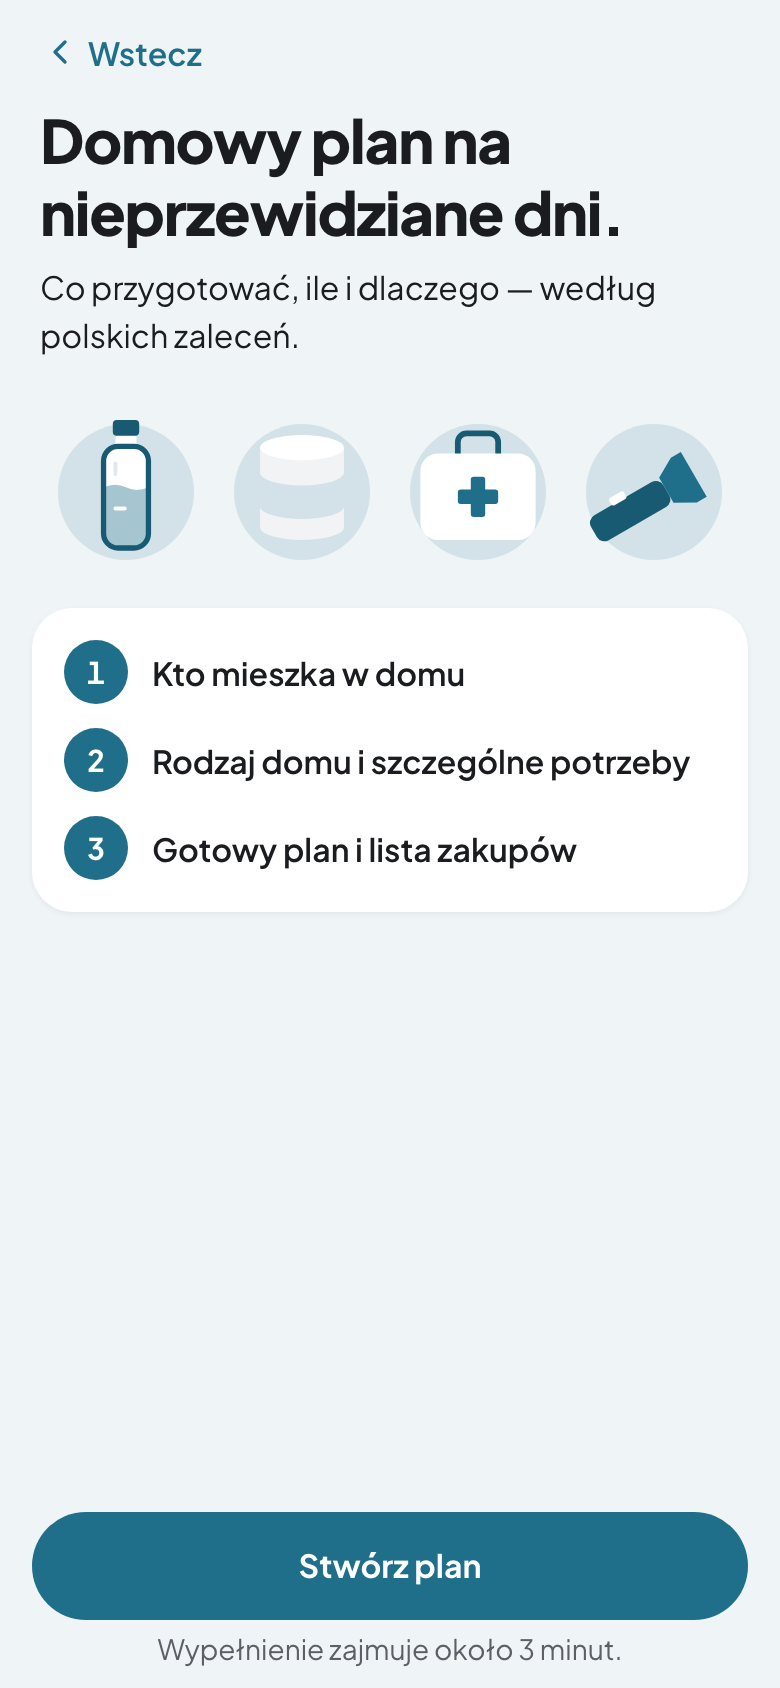 Wstecz
Domowy plan na
nieprzewidziane dni.
Co przygotować, ile i dlaczego — według
polskich zaleceń.
1 Kto mieszka w domu
2 Rodzaj domu i szczególne potrzeby
3 Gotowy plan i lista zakupów
Stwórz plan
Wypełnienie zajmuje około 3 minut.